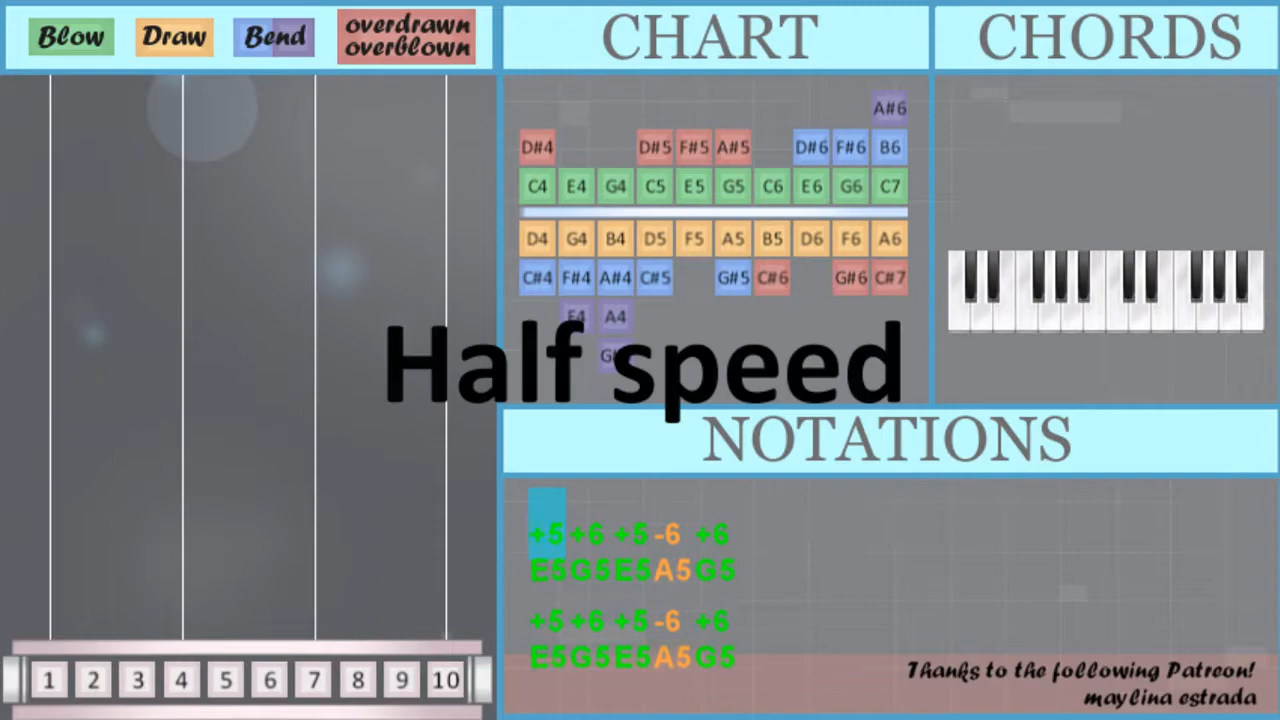 Blow Draw Bend overdrawn
overblown
CHART
CHORDS
A#6
D#4 D#5 F#5 A#5 D#6 F#6 B6
C4 E4 G4 C5 E5 G5 C6 E6 G6 C7
D4 G4 B4 D5 F5 A5 B5 D6 F6 A6
C#4 F#4 A#4 C#5 G#5 C#6 G#6 C#7
F4 A4
Half speed
NOTATIONS
+5 +6 +5 -6 +6
E5 G5 E5 A5 G5
+5 +6 +5 -6 +6
E5 G5 E5 A5 G5
1 2 3 4 5 6 7 8 9 10
Thanks to the following Patreon!
maylina estrada